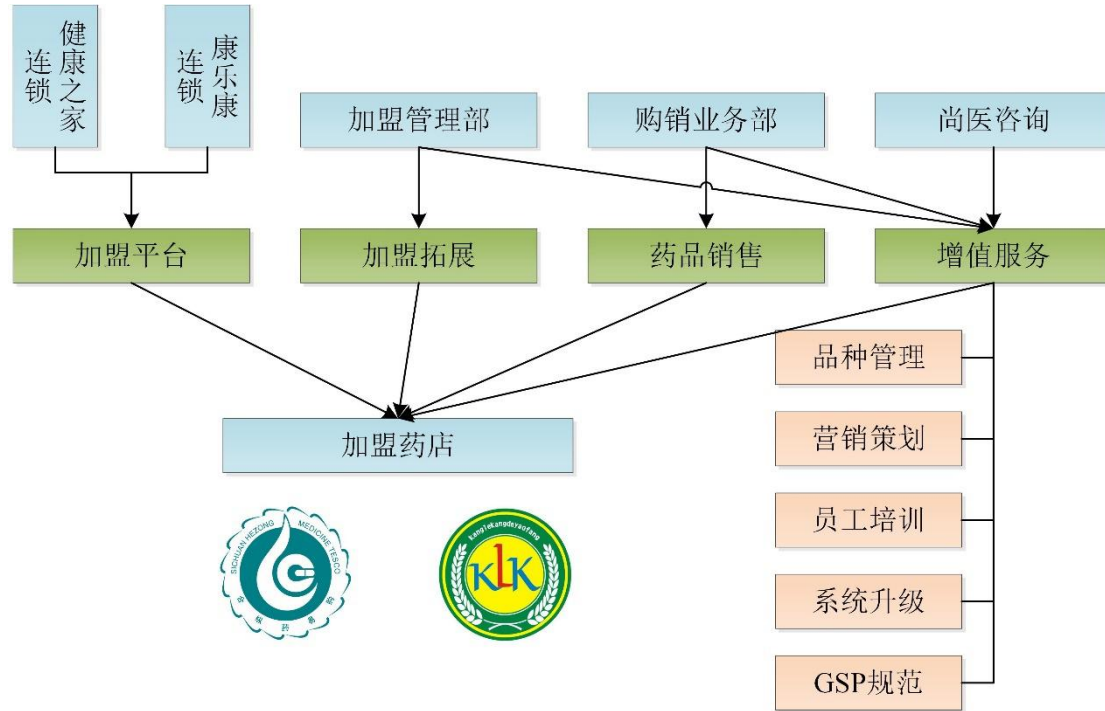 健康之家
连锁
康乐康
连锁
加盟管理部
购销业务部
尚医咨询
加盟平台
加盟拓展
药品销售
增值服务
品种管理
加盟药店
营销策划
员工培训
系统升级
GSP规范
SICHUAN HEZONG MEDICINE TESCO
kanglekangdayaofang
KLK